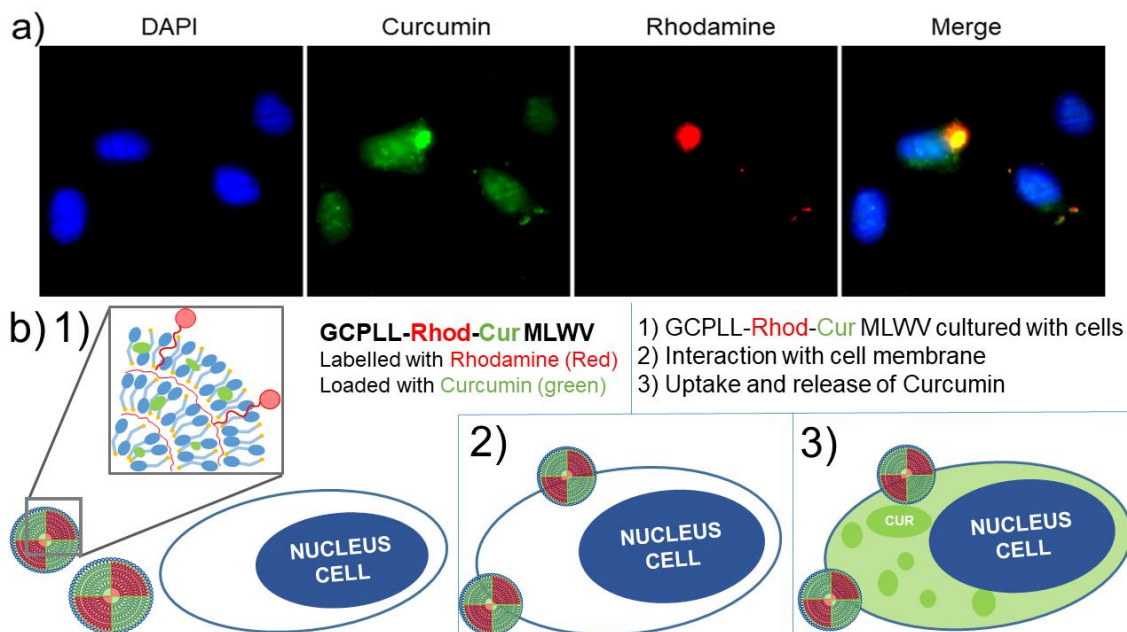 a)
DAPI
Curcumin
Rhodamine
Merge
b) 1)
GCPLL-Rhod-Cur MLWV
Labelled with Rhodamine (Red)
Loaded with Curcumin (green)
1) GCPLL-Rhod-Cur MLWV cultured with cells
2) Interaction with cell membrane
3) Uptake and release of Curcumin
NUCLEUS
CELL
2)
NUCLEUS
CELL
3)
CUR
NUCLEUS
CELL